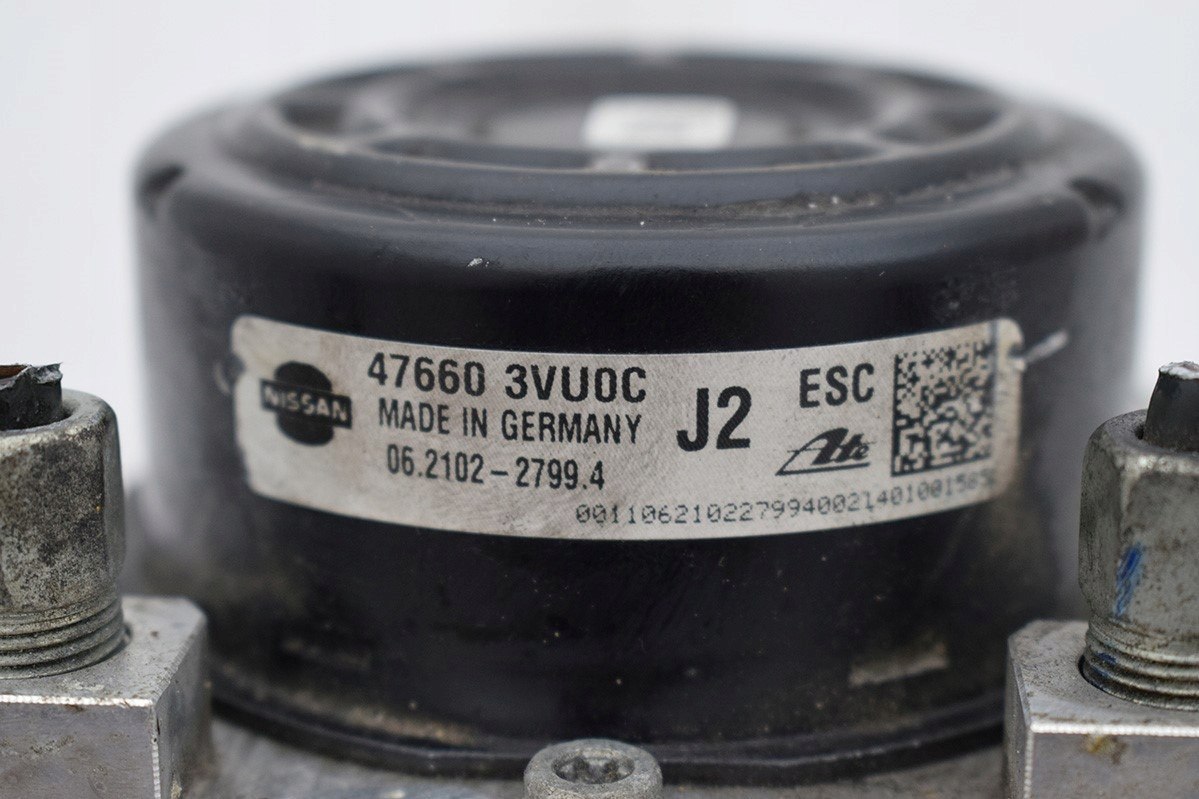 NISSAN
47660 3VU0C
MADE IN GERMANY
06.2102-2799.4
J2
ESC
Ate